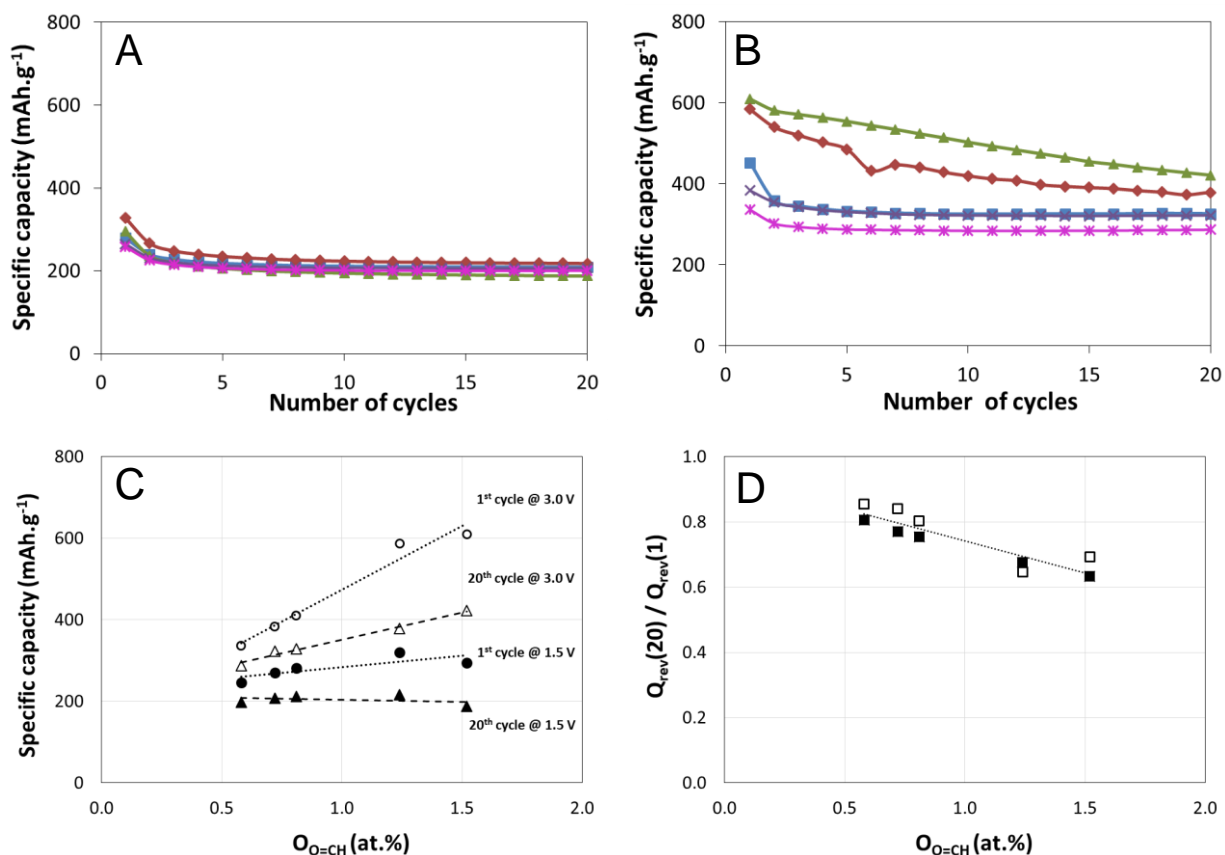 A
Specific capacity (mAh.g⁻¹)
800
600
400
200
0
0 5 10 15 20
Number of cycles
B
Specific capacity (mAh.g⁻¹)
800
600
400
200
0
0 5 10 15 20
Number of cycles
C
Specific capacity (mAh.g⁻¹)
800
600
400
200
0
1ˢᵗ cycle @ 3.0 V
20ᵗʰ cycle @ 3.0 V
1ˢᵗ cycle @ 1.5 V
20ᵗʰ cycle @ 1.5 V
0.0 0.5 1.0 1.5 2.0
O_O=CH (at.%)
D
Q_rev(20) / Q_rev(1)
1.0
0.8
0.6
0.4
0.2
0.0
0.0 0.5 1.0 1.5 2.0
O_O=CH (at.%)